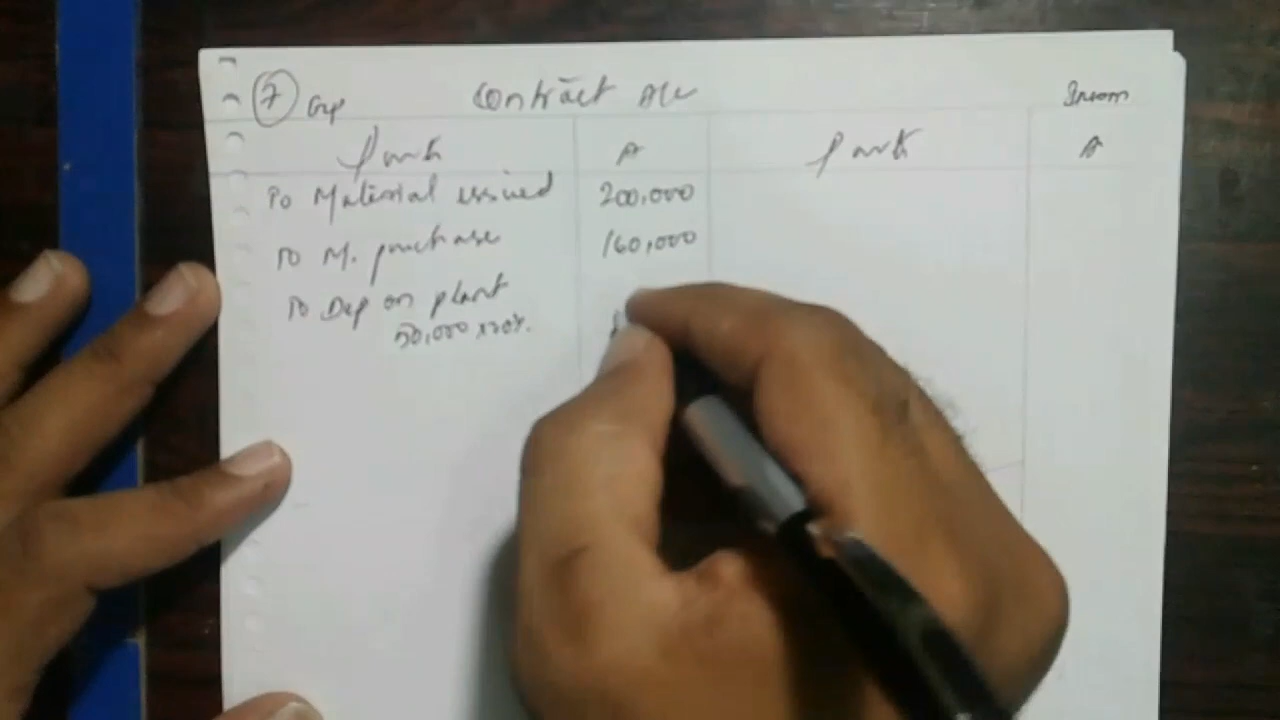 7 Exp Contract A/c Incom
Parti A Parti A
To Material issued 200,000
To M. purchase 160,000
To Dep on plant
50,000 x 20%.